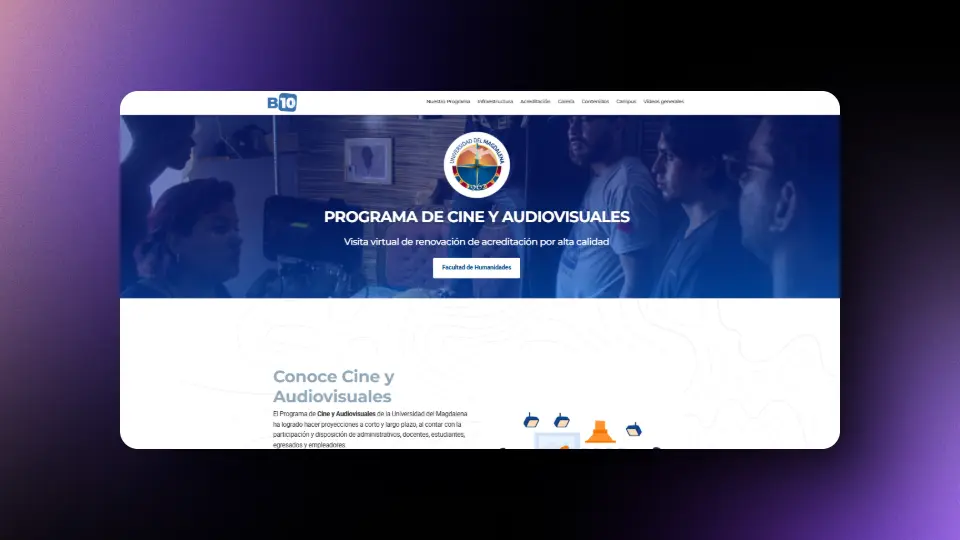 B10
Nuestro Programa Infraestructura Acreditación Galería Contenidos Campus Videos generales
UNIVERSIDAD DEL MAGDALENA
PROGRAMA DE CINE Y AUDIOVISUALES
Visita virtual de renovación de acreditación por alta calidad
Facultad de Humanidades
Conoce Cine y
Audiovisuales
El Programa de Cine y Audiovisuales de la Universidad del Magdalena
ha logrado hacer proyecciones a corto y largo plazo, al contar con la
participación y disposición de administrativos, docentes, estudiantes,
egresados y empleadores.